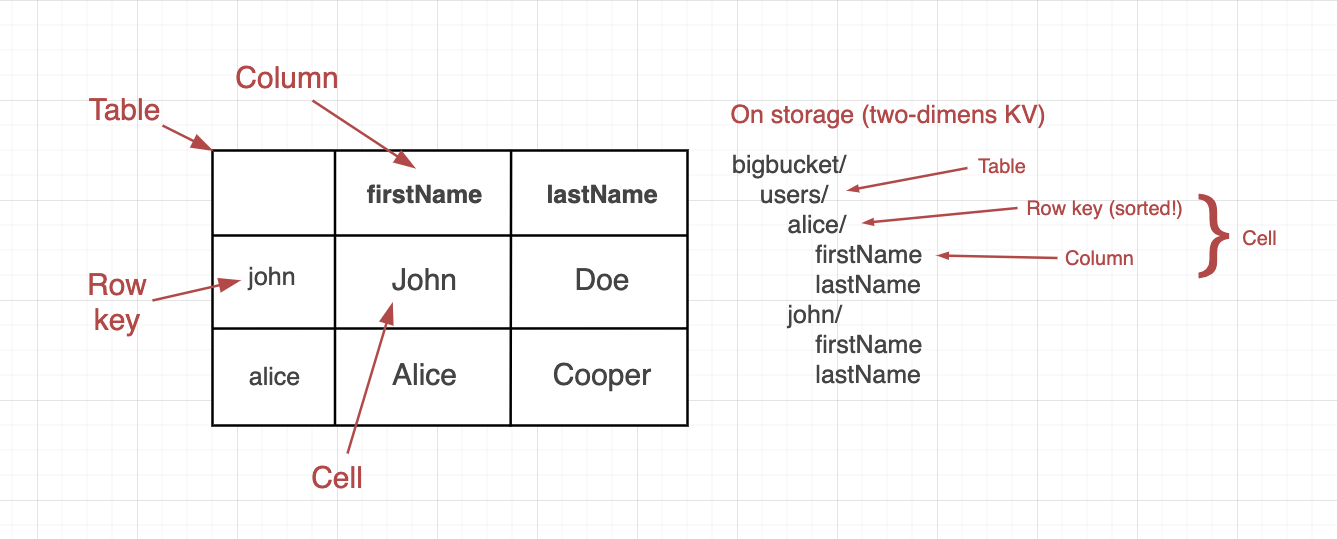 Column
Table
firstName lastName
john John Doe
Row
key
alice Alice Cooper
Cell
On storage (two-dimens KV)
bigbucket/
Table
users/
Row key (sorted!)
alice/
Cell
firstName
Column
lastName
john/
firstName
lastName